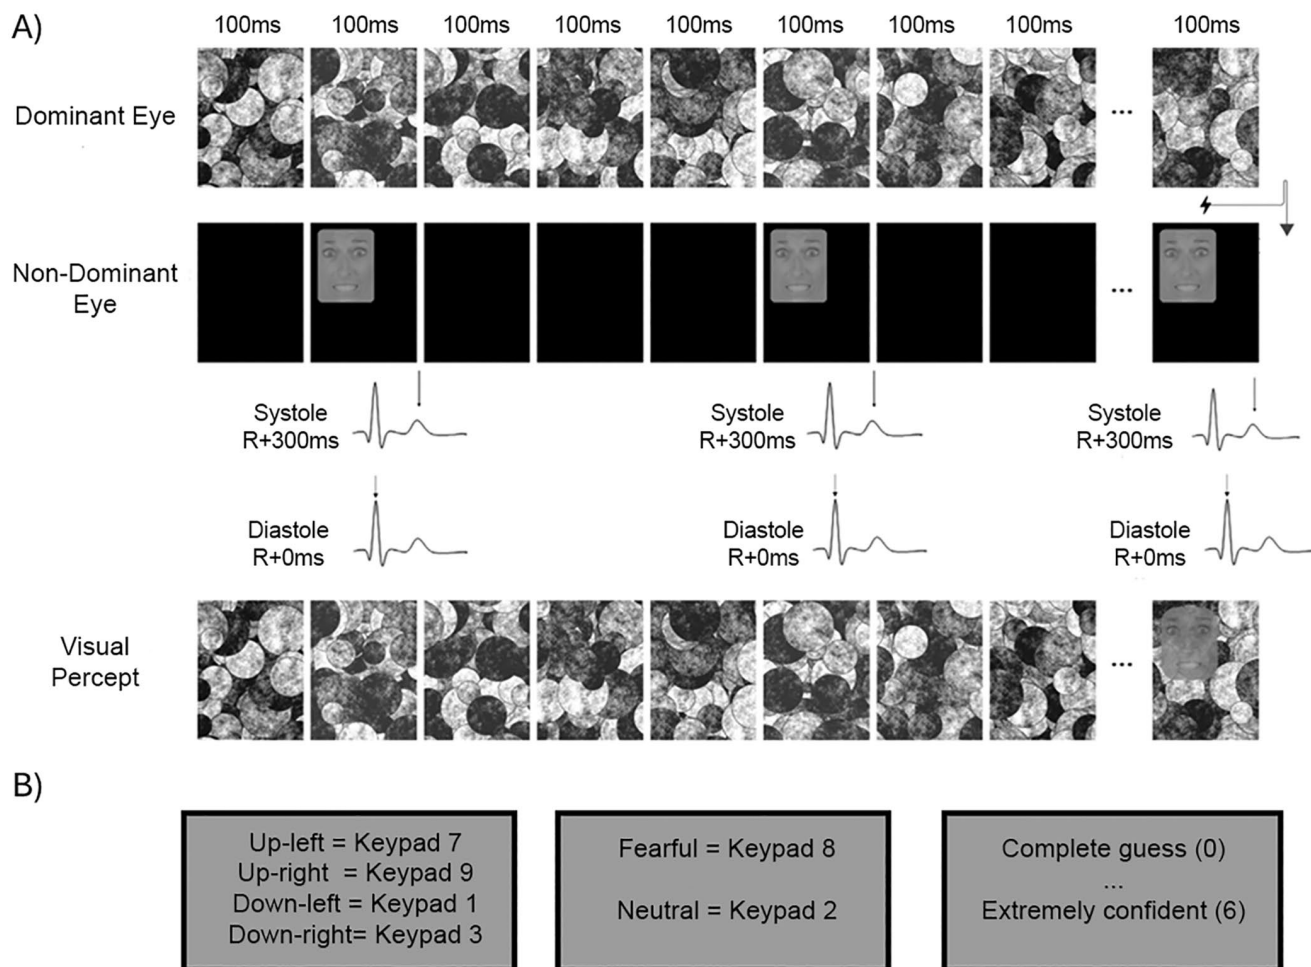 A)
100ms 100ms 100ms 100ms 100ms 100ms 100ms 100ms 100ms
Dominant Eye
...
Non-Dominant
Eye
...
Systole
R+300ms
Systole
R+300ms
Systole
R+300ms
Diastole
R+0ms
Diastole
R+0ms
Diastole
R+0ms
Visual
Percept
...
B)
Up-left = Keypad 7
Up-right = Keypad 9
Down-left = Keypad 1
Down-right= Keypad 3
Fearful = Keypad 8
Neutral = Keypad 2
Complete guess (0)
...
Extremely confident (6)